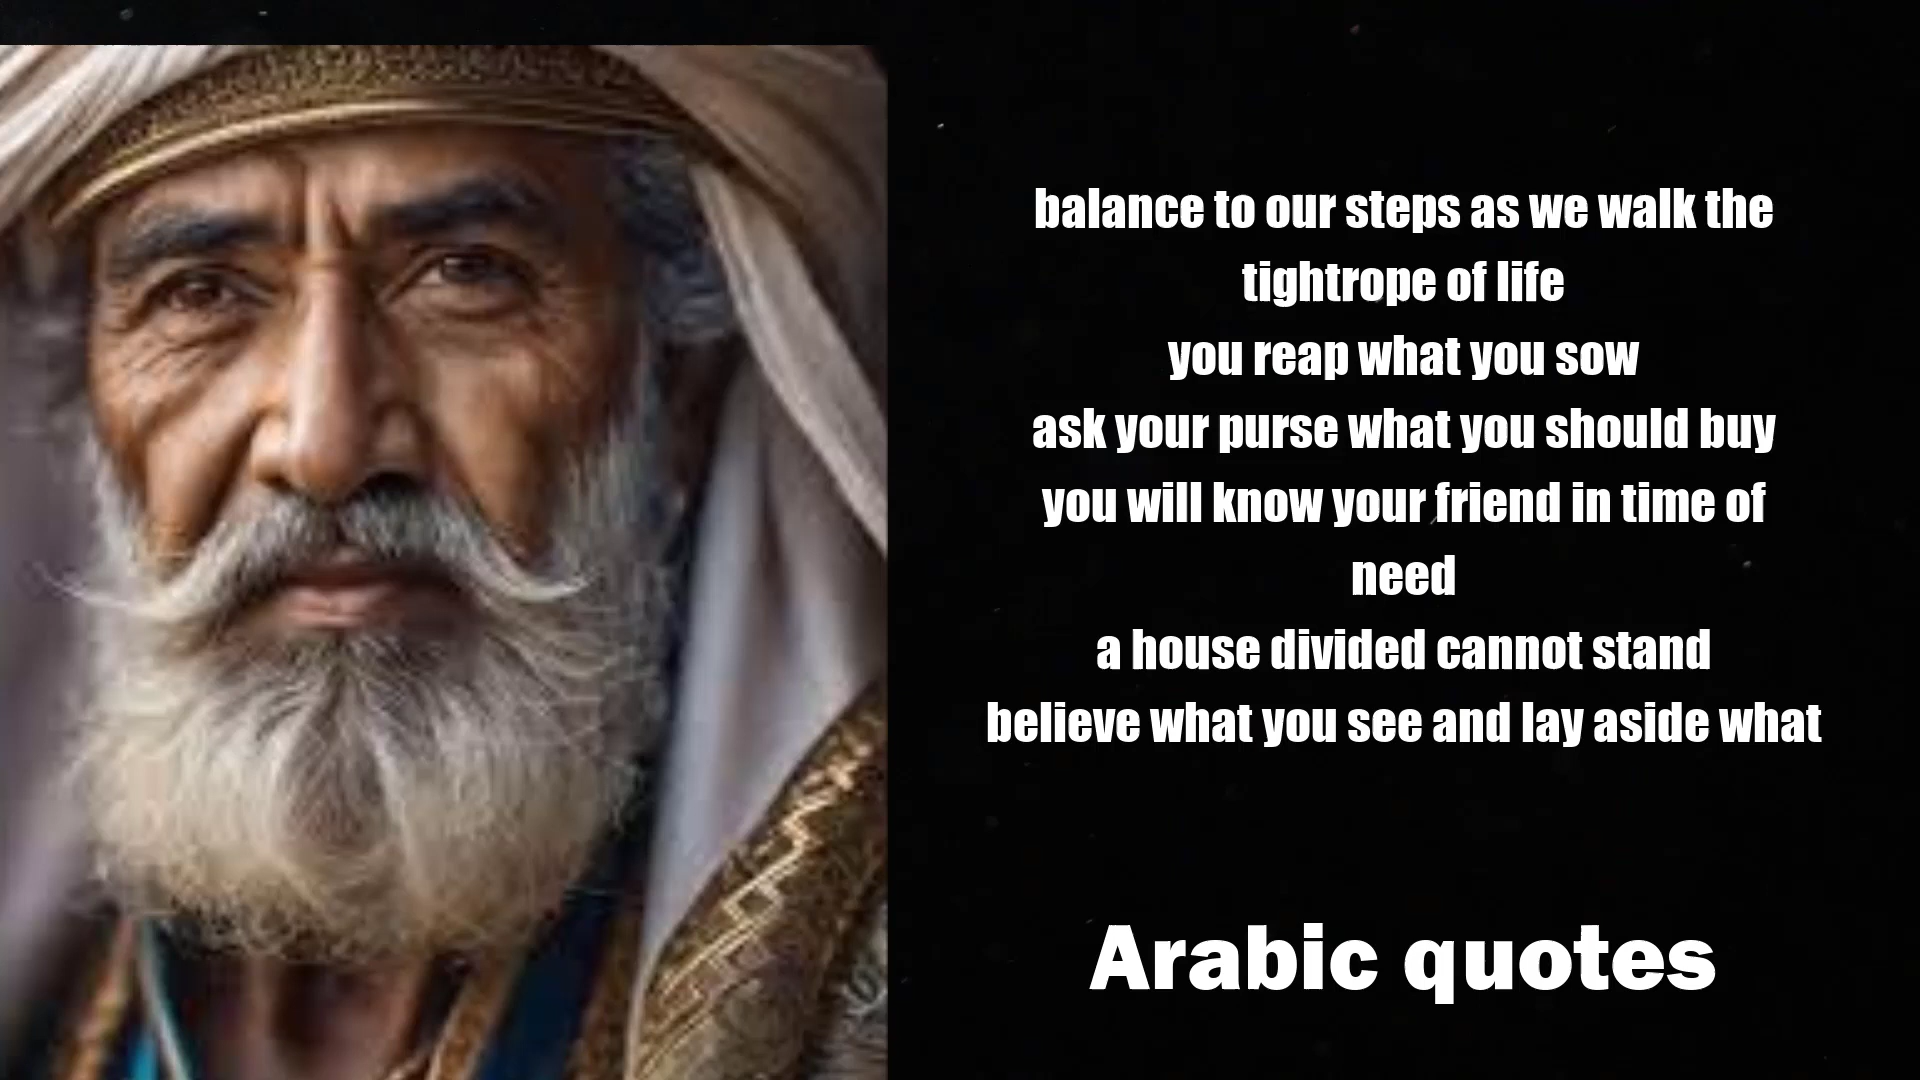 balance to our steps as we walk the
tightrope of life
you reap what you sow
ask your purse what you should buy
you will know your friend in time of
need
a house divided cannot stand
believe what you see and lay aside what
Arabic quotes